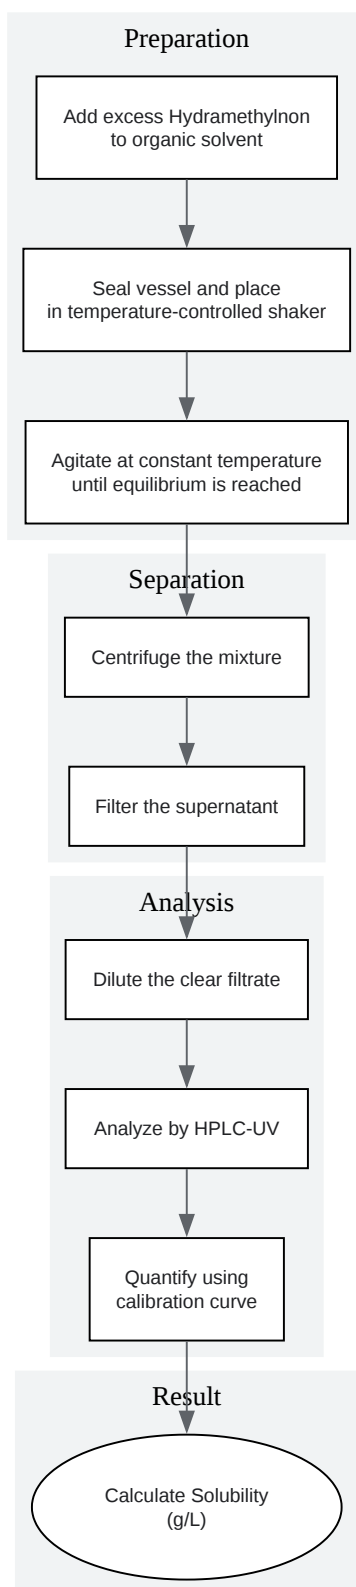 Preparation
Add excess Hydramethylnon
to organic solvent
Seal vessel and place
in temperature-controlled shaker
Agitate at constant temperature
until equilibrium is reached
Separation
Centrifuge the mixture
Filter the supernatant
Analysis
Dilute the clear filtrate
Analyze by HPLC-UV
Quantify using
calibration curve
Result
Calculate Solubility
(g/L)